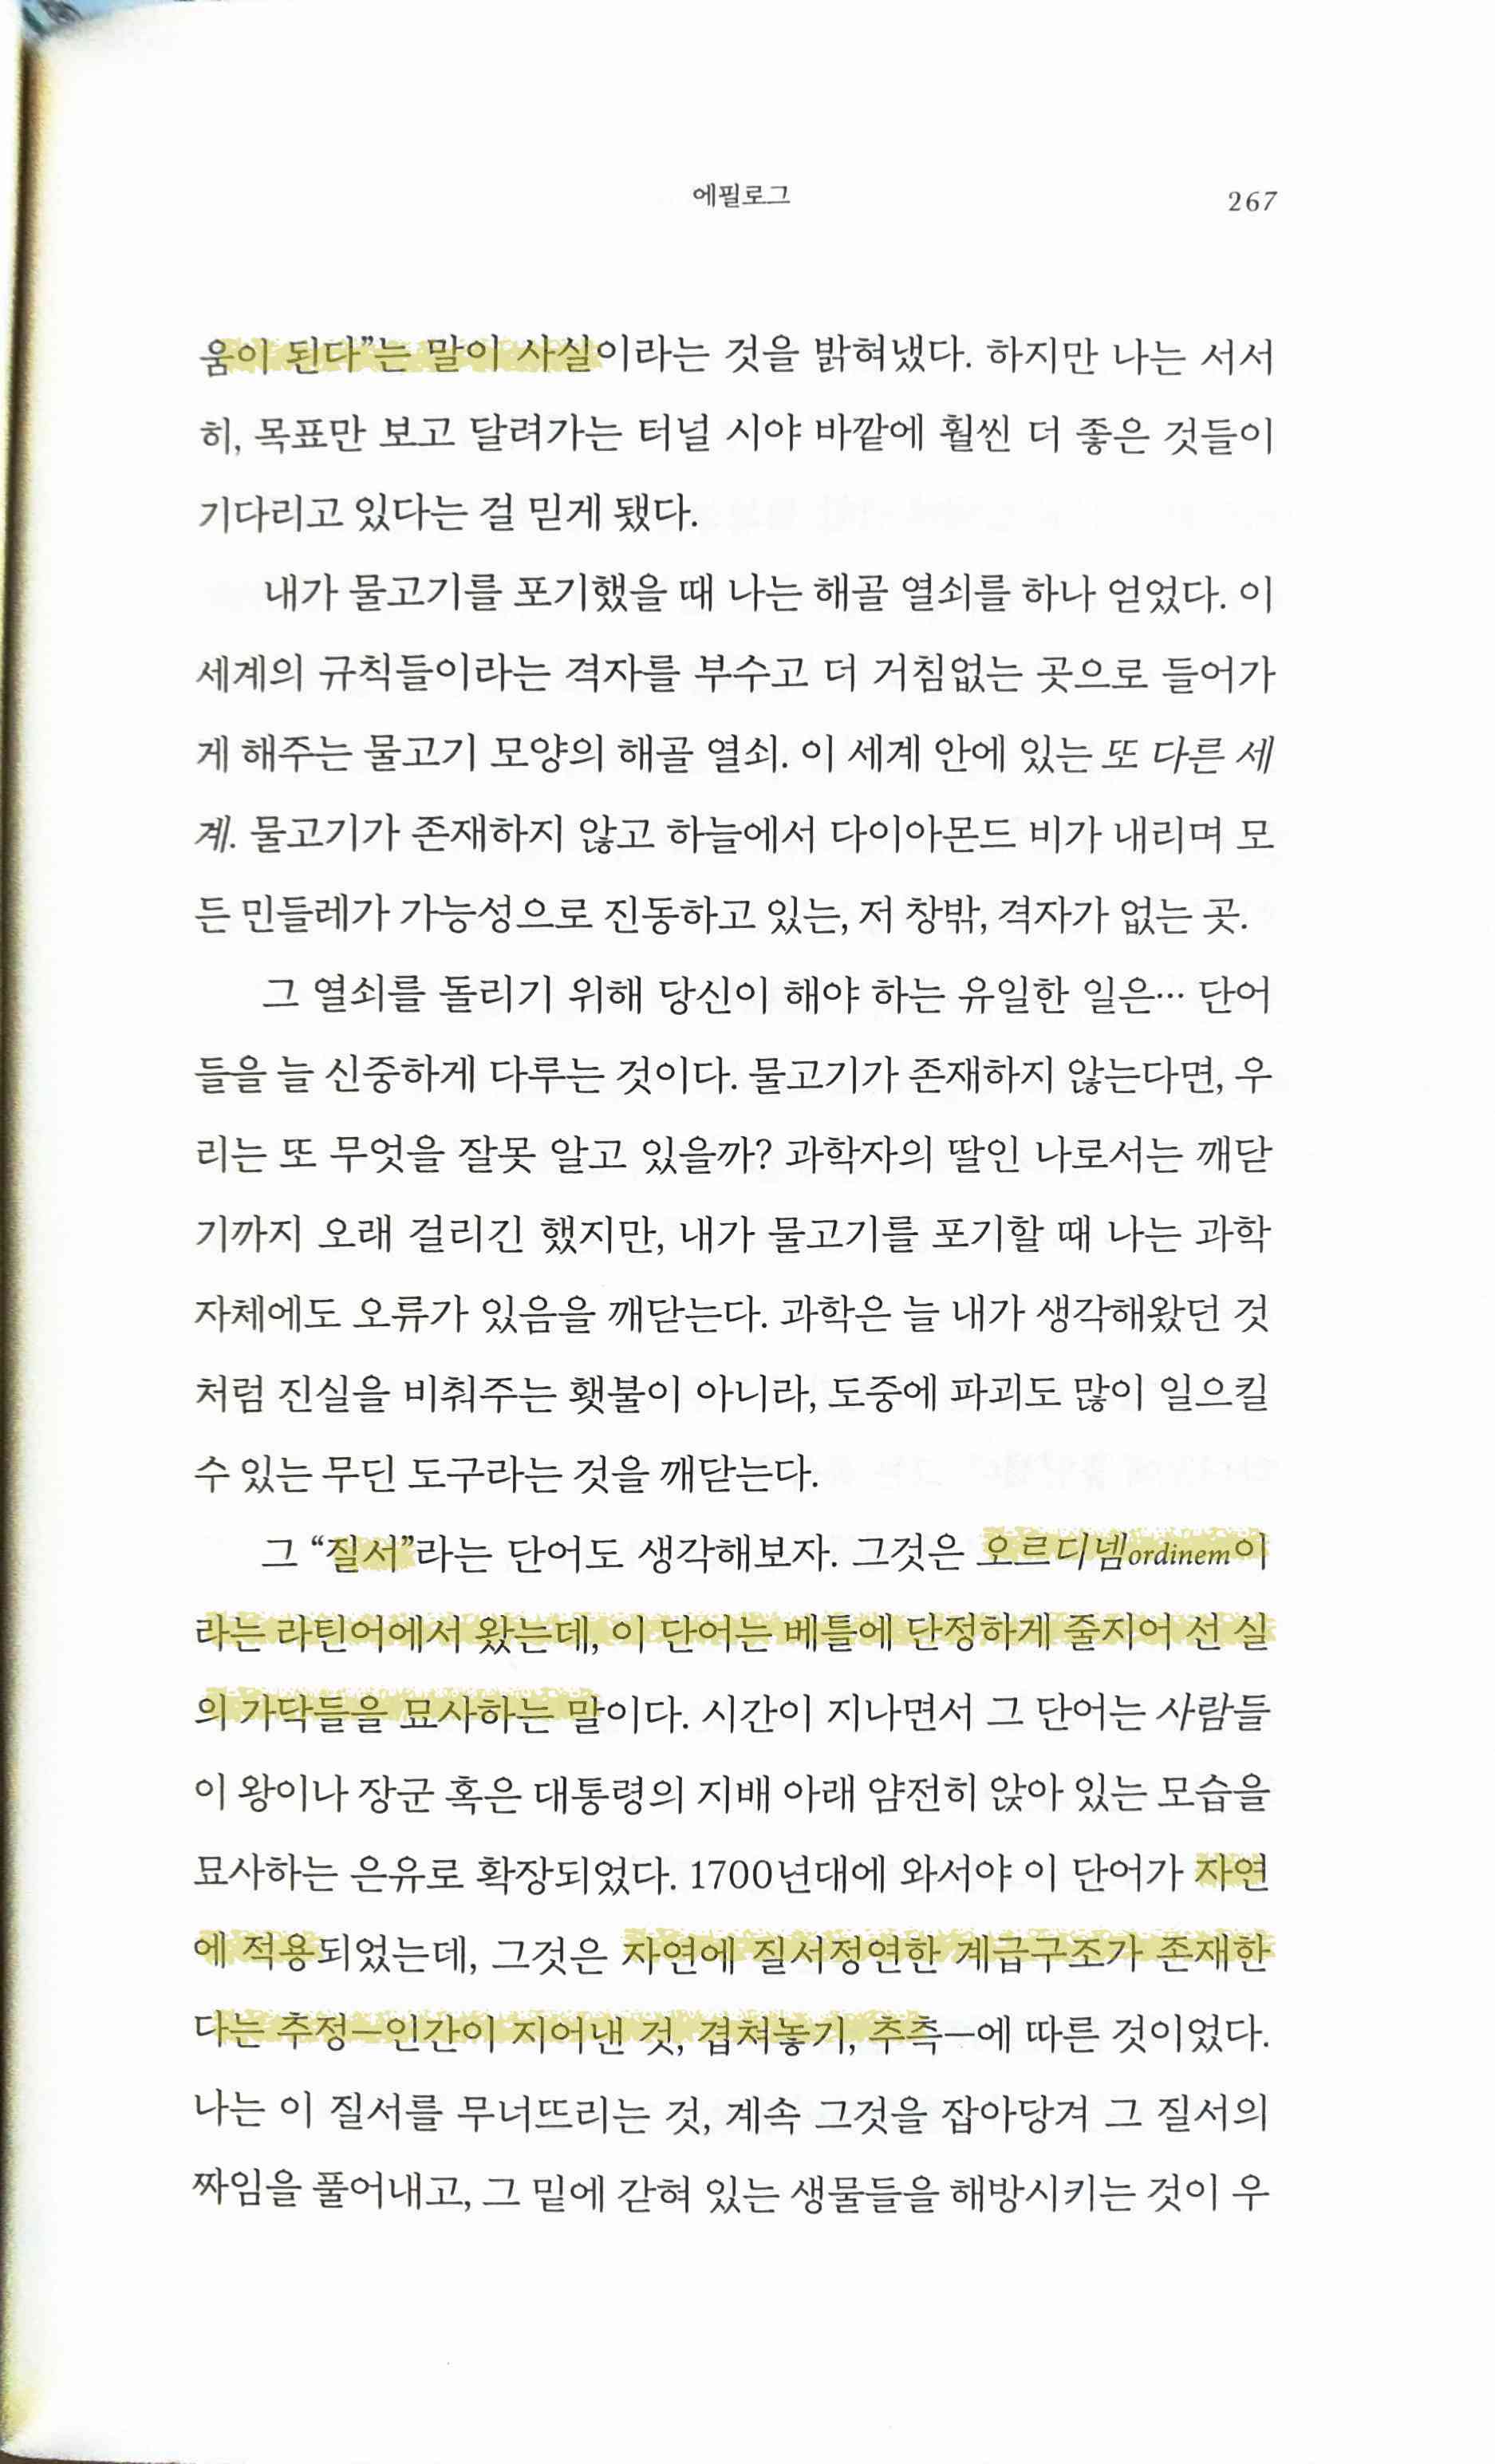 에필로그
267
움이 된다”는 말이 사실이라는 것을 밝혀냈다. 하지만 나는 서서
히, 목표만 보고 달려가는 터널 시야 바깥에 훨씬 더 좋은 것들이
기다리고 있다는 걸 믿게 됐다.
내가 물고기를 포기했을 때 나는 해골 열쇠를 하나 얻었다. 이
세계의 규칙들이라는 격자를 부수고 더 거침없는 곳으로 들어가
게 해주는 물고기 모양의 해골 열쇠. 이 세계 안에 있는 또 다른 세
계. 물고기가 존재하지 않고 하늘에서 다이아몬드 비가 내리며 모
든 민들레가 가능성으로 진동하고 있는, 저 창밖, 격자가 없는 곳.
그 열쇠를 돌리기 위해 당신이 해야 하는 유일한 일은… 단어
들을 늘 신중하게 다루는 것이다. 물고기가 존재하지 않는다면, 우
리는 또 무엇을 잘못 알고 있을까? 과학자의 딸인 나로서는 깨닫
기까지 오래 걸리긴 했지만, 내가 물고기를 포기할 때 나는 과학
자체에도 오류가 있음을 깨닫는다. 과학은 늘 내가 생각해왔던 것
처럼 진실을 비춰주는 횃불이 아니라, 도중에 파괴도 많이 일으킬
수 있는 무딘 도구라는 것을 깨닫는다.
그 “질서”라는 단어도 생각해보자. 그것은 오르디넴ordinem이
라는 라틴어에서 왔는데, 이 단어는 베틀에 단정하게 줄지어 선 실
의 가닥들을 묘사하는 말이다. 시간이 지나면서 그 단어는 사람들
이 왕이나 장군 혹은 대통령의 지배 아래 얌전히 앉아 있는 모습을
묘사하는 은유로 확장되었다. 1700년대에 와서야 이 단어가 자연
에 적용되었는데, 그것은 자연에 질서정연한 계급구조가 존재한
다는 추정—인간이 지어낸 것, 겹쳐놓기, 추측—에 따른 것이었다.
나는 이 질서를 무너뜨리는 것, 계속 그것을 잡아당겨 그 질서의
짜임을 풀어내고, 그 밑에 갇혀 있는 생물들을 해방시키는 것이 우